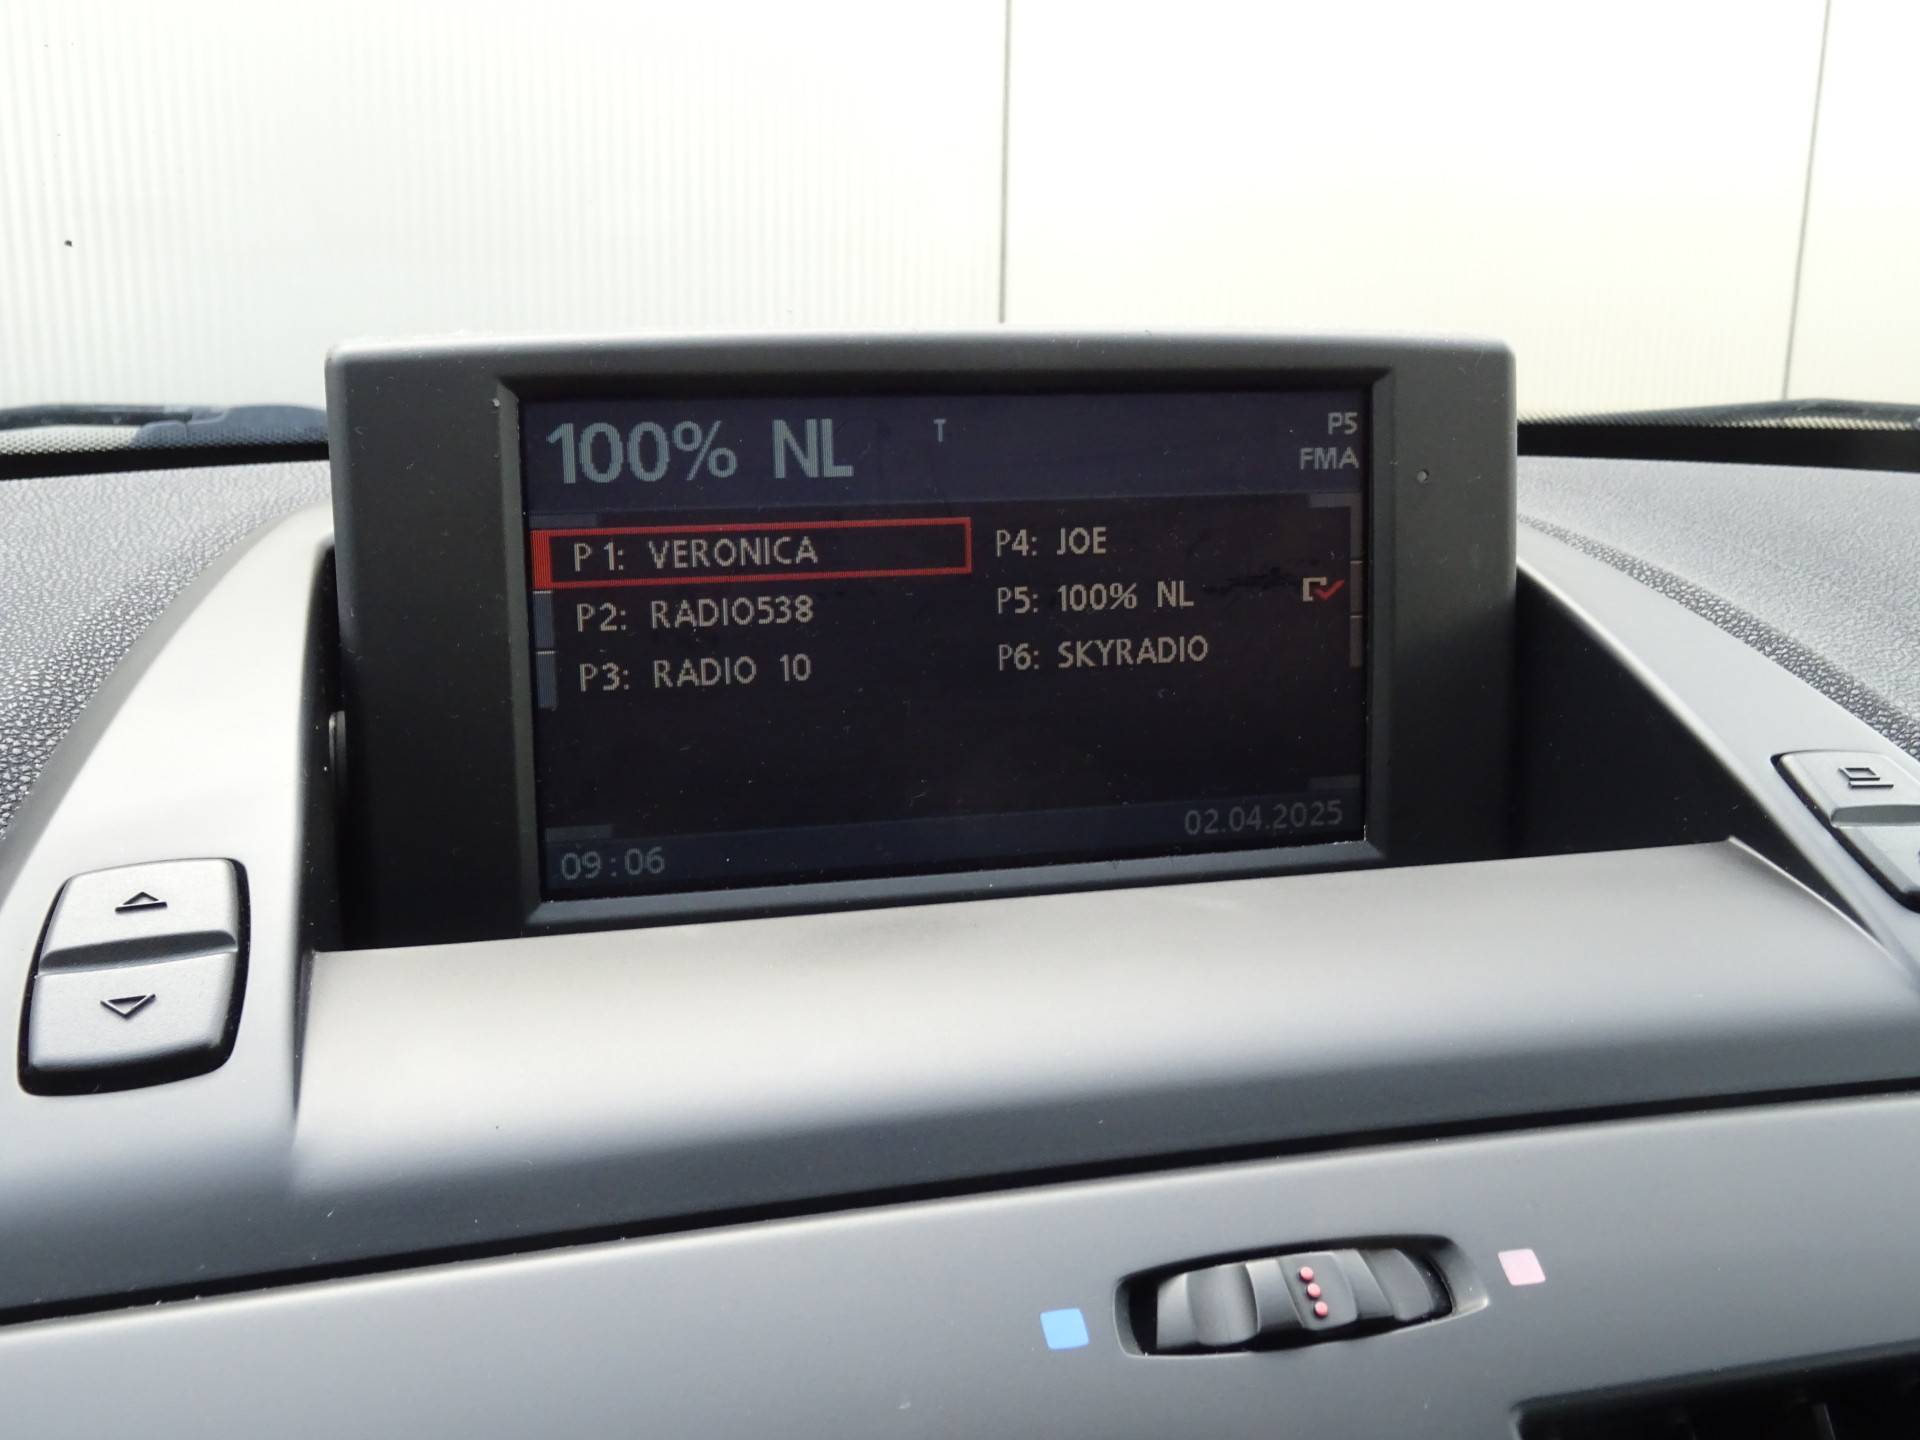 100% NL T P5
FMA
P1: VERONICA
P2: RADIO538
P3: RADIO 10
P4: JOE
P5: 100% NL
P6: SKYRADIO
09:06 02.04.2025